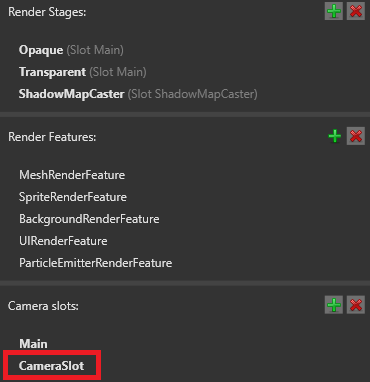 Render Stages:
Opaque (Slot Main)
Transparent (Slot Main)
ShadowMapCaster (Slot ShadowMapCaster)
Render Features:
MeshRenderFeature
SpriteRenderFeature
BackgroundRenderFeature
UIRenderFeature
ParticleEmitterRenderFeature
Camera slots:
Main
CameraSlot